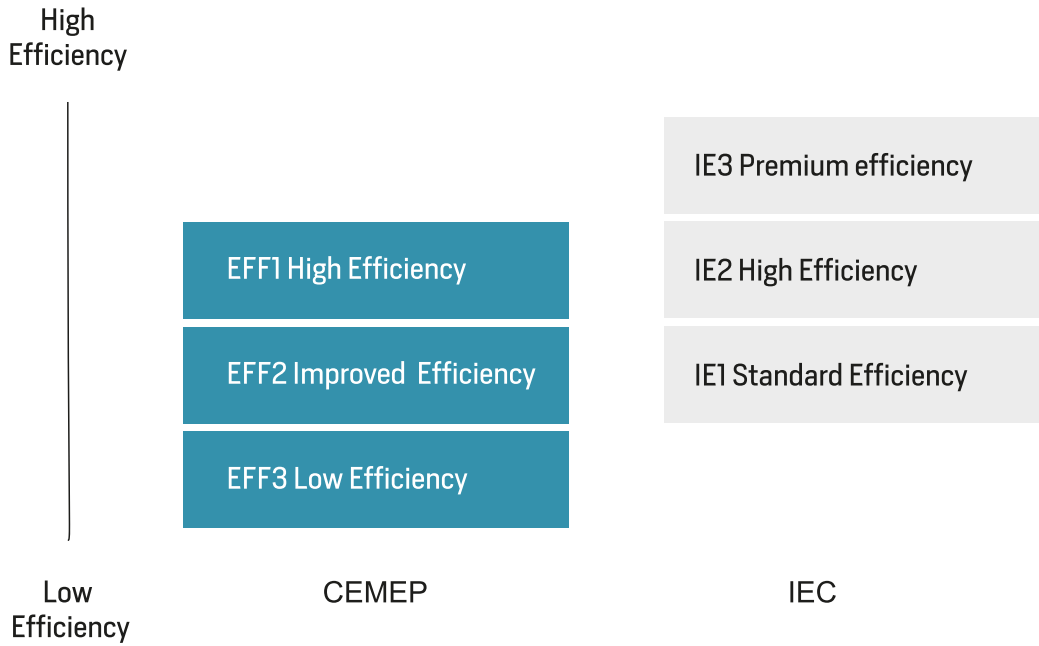 High
Efficiency
IE3 Premium efficiency
EFF1 High Efficiency
IE2 High Efficiency
EFF2 Improved  Efficiency
IE1 Standard Efficiency
EFF3 Low Efficiency
Low
Efficiency
CEMEP
IEC